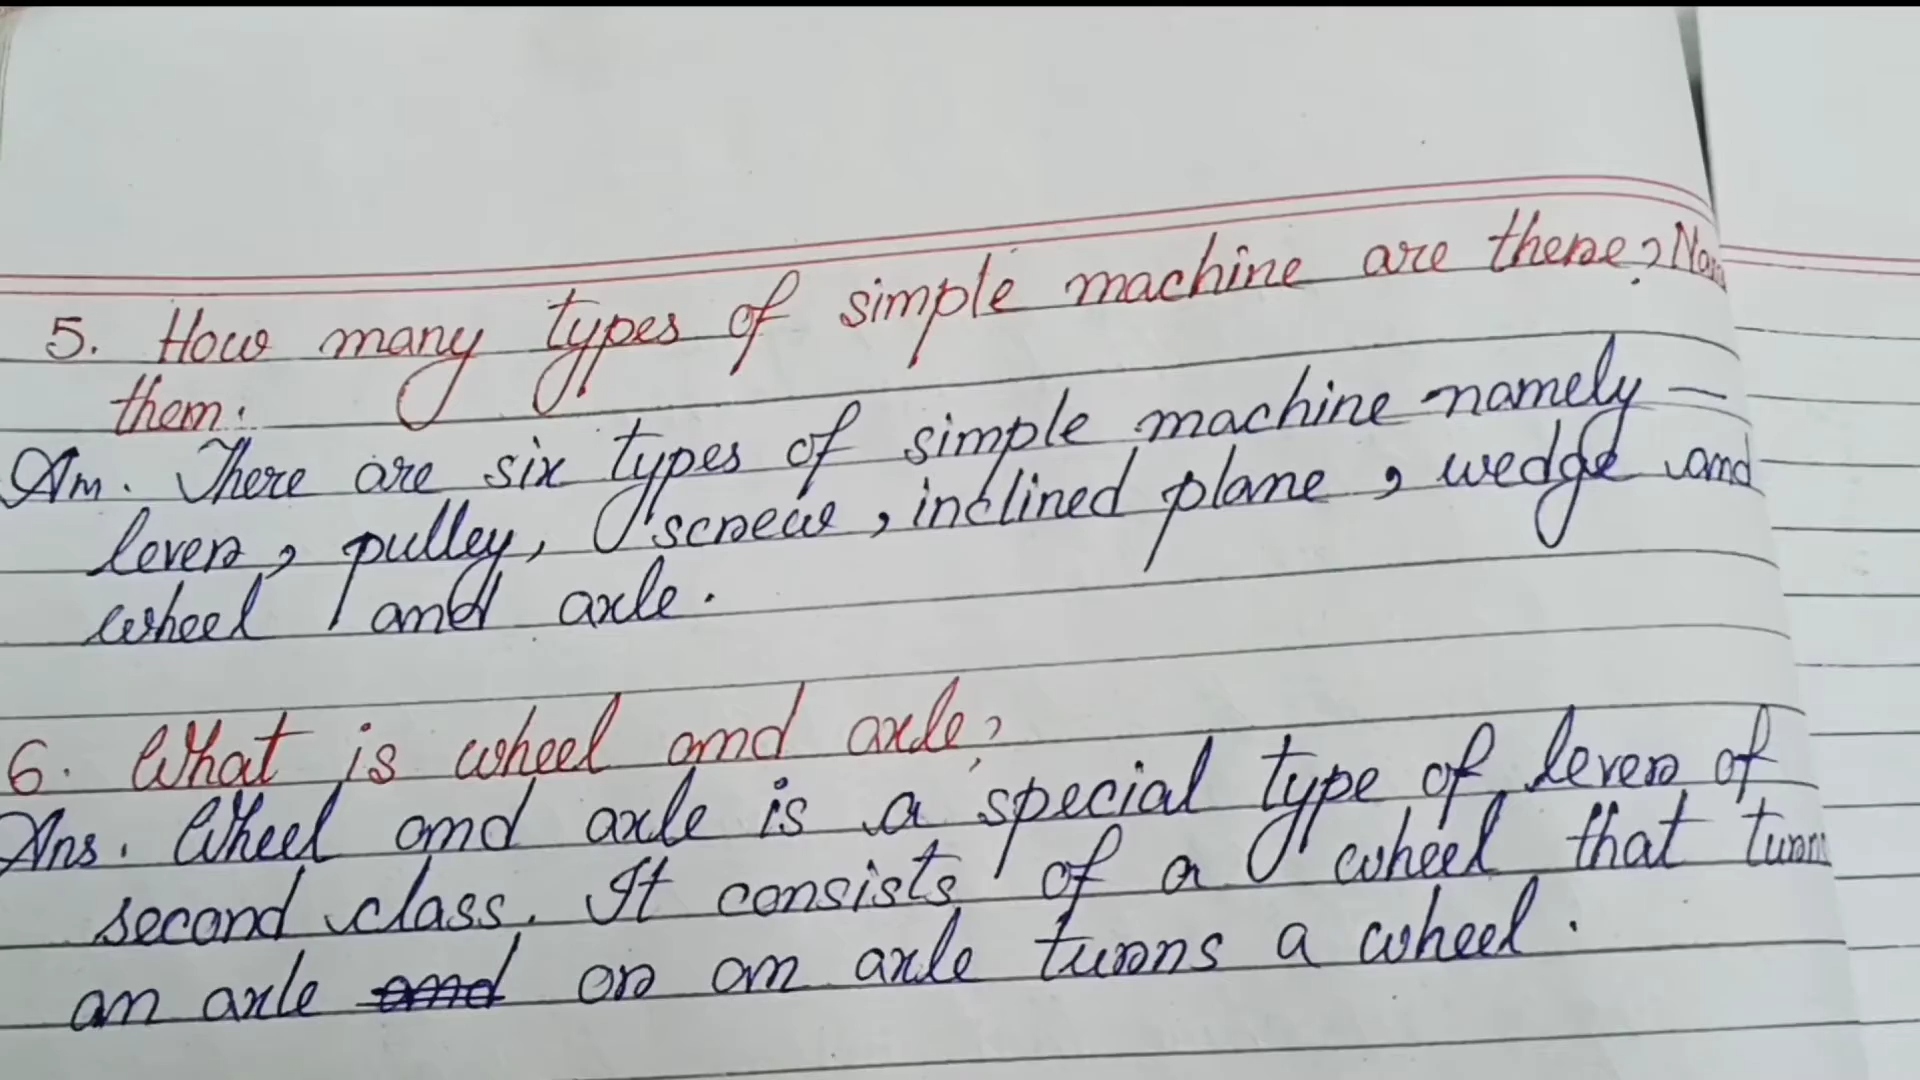 5. How many types of simple machine are there? Name
them.
Ans. There are six types of simple machine namely —
lever, pulley, screw, inclined plane, wedge and
wheel and axle.
6. What is wheel and axle?
Ans. Wheel and axle is a special type of lever of
second class. It consists of a wheel that turns
an axle and or an axle turns a wheel.